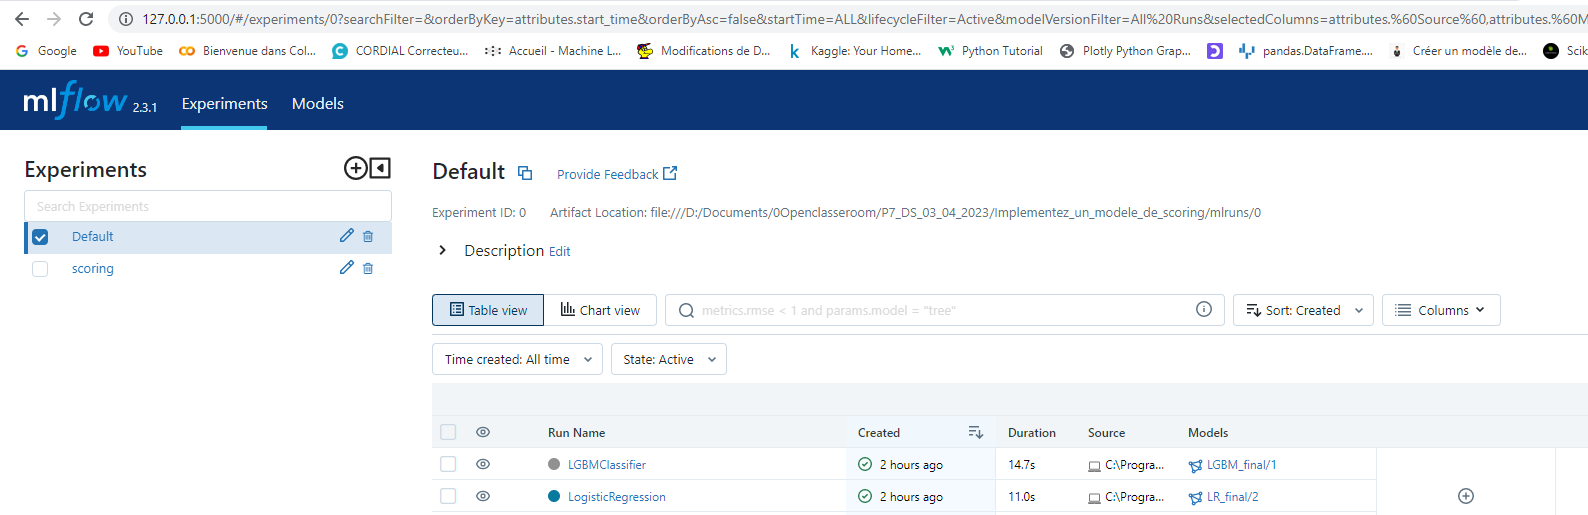 127.0.0.1:5000/#/experiments/0?searchFilter=&orderByKey=attributes.start_time&orderByAsc=false&startTime=ALL&lifecycleFilter=Active&modelVersionFilter=All%20Runs&selectedColumns=attributes.%60Source%60,attributes.%60M
Google YouTube Bienvenue dans Col... CORDIAL Correcteu... Accueil - Machine L... Modifications de D... Kaggle: Your Home... Python Tutorial Plotly Python Grap... pandas.DataFrame.... Créer un modèle de... Scik
mlflow 2.3.1 Experiments Models
Experiments
Search Experiments
Default
scoring
Default Provide Feedback
Experiment ID: 0 Artifact Location: file:///D:/Documents/0Openclasseroom/P7_DS_03_04_2023/Implementez_un_modele_de_scoring/mlruns/0
Description Edit
Table view Chart view metrics.rmse < 1 and params.model = "tree" Sort: Created Columns
Time created: All time State: Active
Run Name Created Duration Source Models
LGBMClassifier 2 hours ago 14.7s C:\Progra... LGBM_final/1
LogisticRegression 2 hours ago 11.0s C:\Progra... LR_final/2